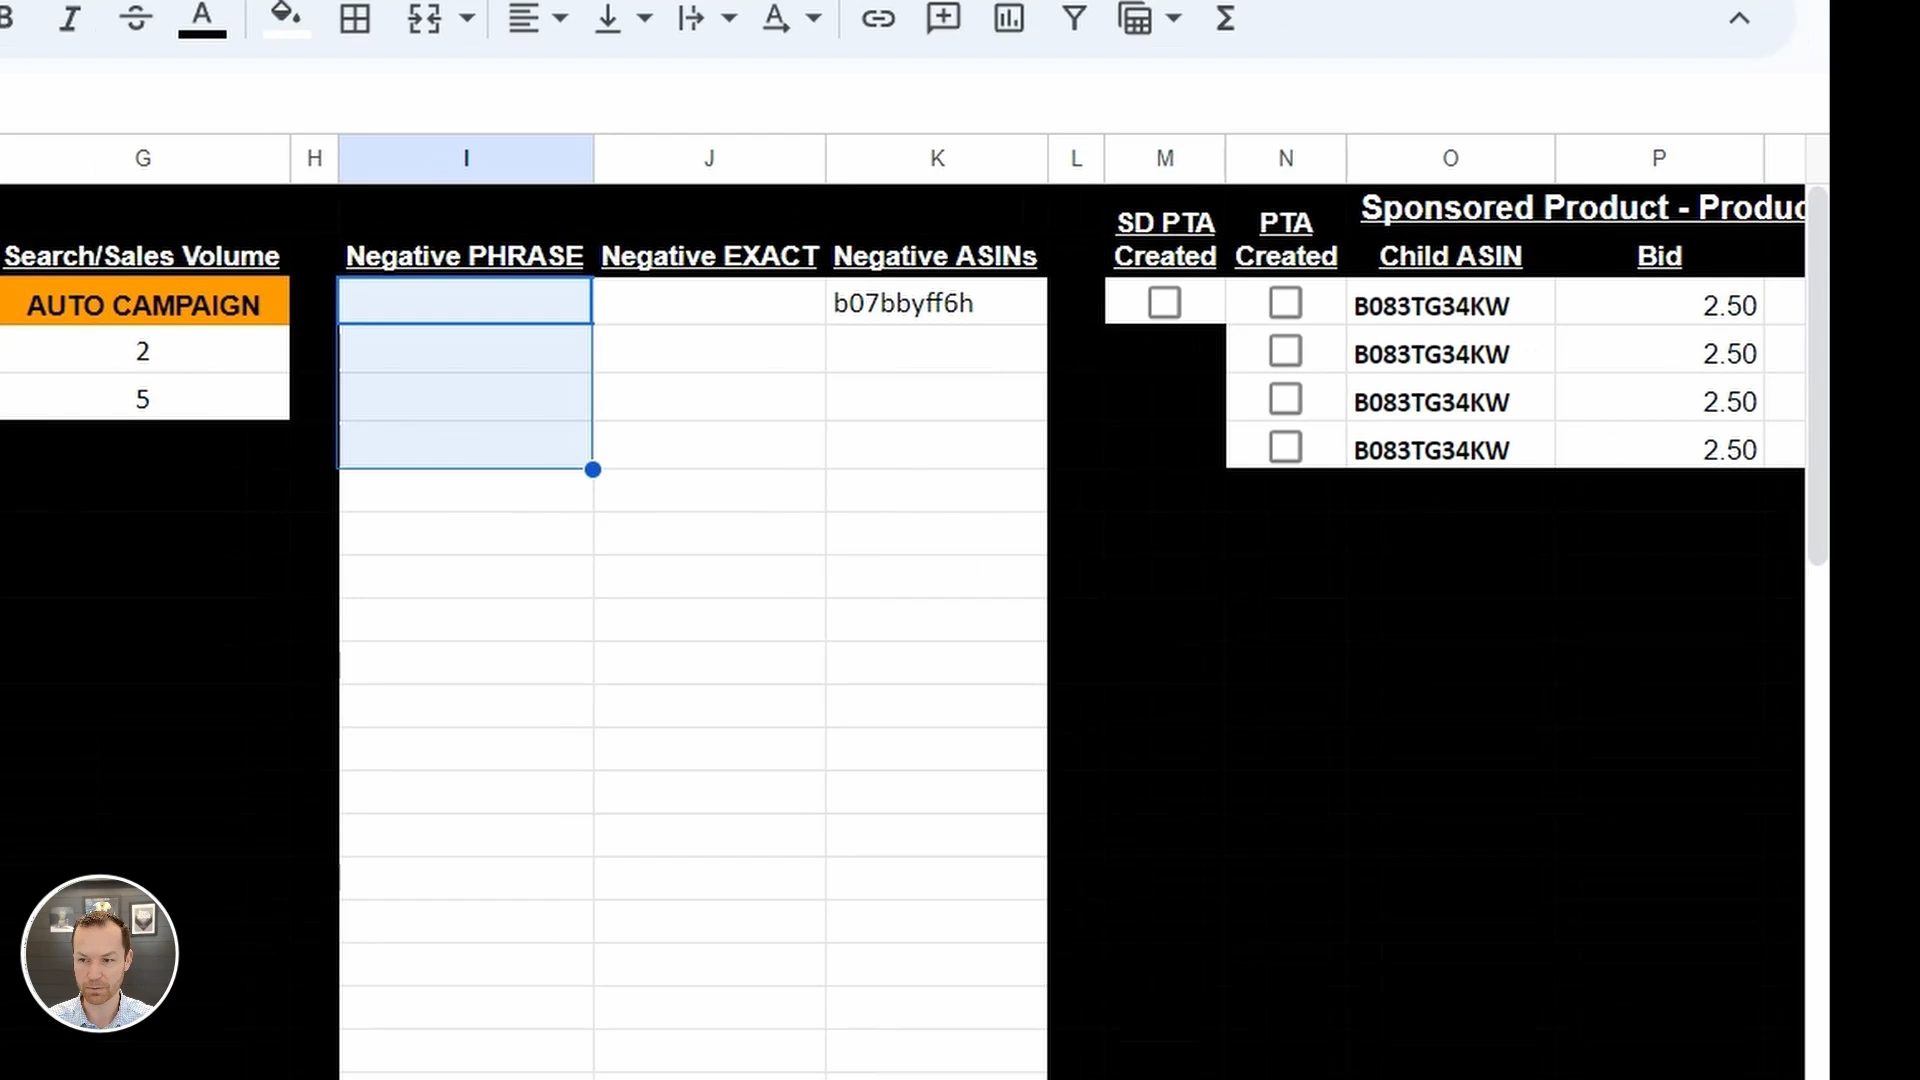 G H I J K L M N O P
Sponsored Product - Produc
SD PTA PTA
Search/Sales Volume Negative PHRASE Negative EXACT Negative ASINs Created Created Child ASIN Bid
AUTO CAMPAIGN b07bbyff6h B083TG34KW 2.50
2 B083TG34KW 2.50
5 B083TG34KW 2.50
B083TG34KW 2.50